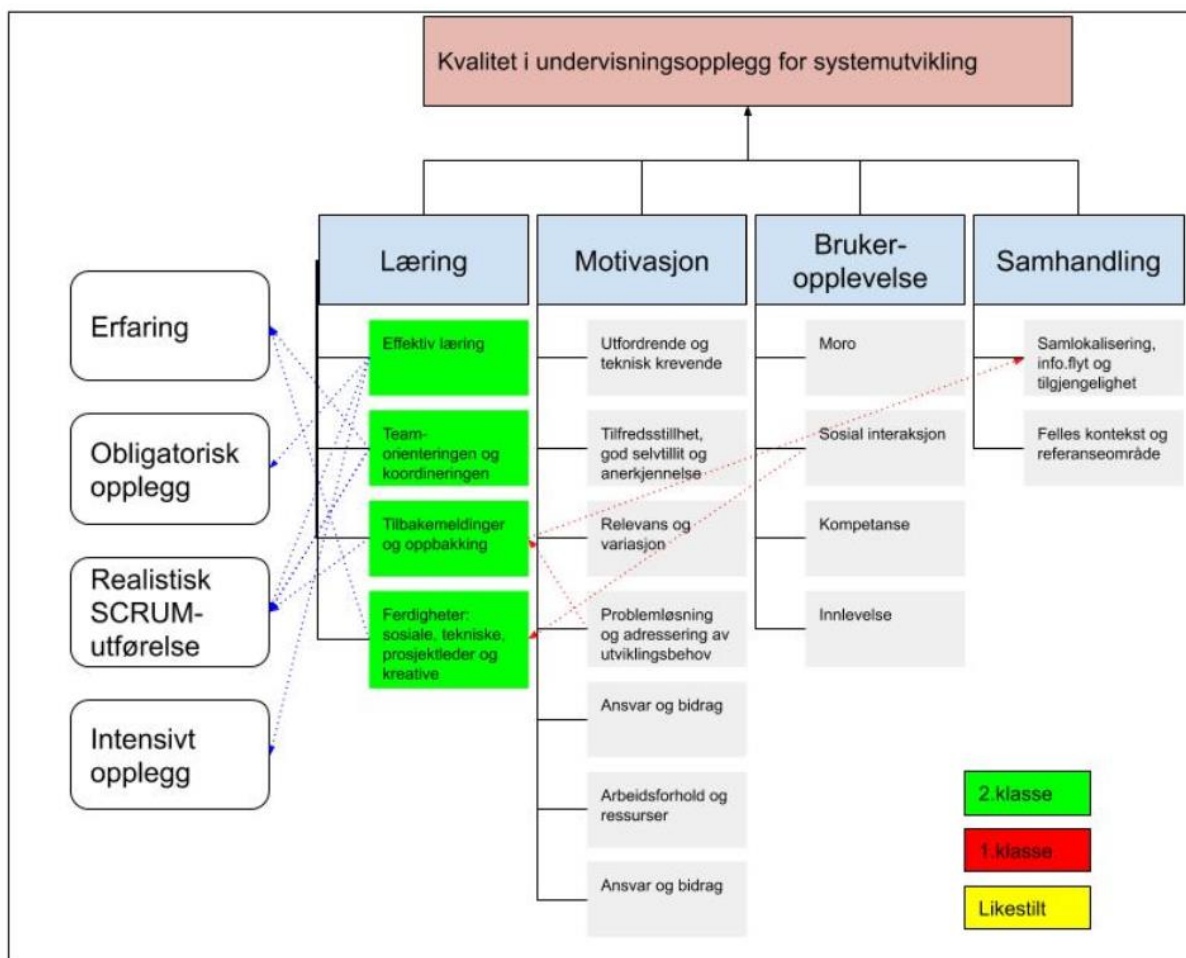 Kvalitet i undervisningsopplegg for systemutvikling
Læring
Motivasjon
Bruker-
opplevelse
Samhandling
Erfaring
Obligatorisk
opplegg
Realistisk
SCRUM-
utførelse
Intensivt
opplegg
Effektiv læring
Team-
orienteringen og
koordineringen
Tilbakemeldinger
og oppbakking
Ferdigheter:
sosiale, tekniske,
prosjektleder og
kreative
Utfordrende og
teknisk krevende
Tilfredsstillhet,
god selvtillit og
anerkjennelse
Relevans og
variasjon
Problemløsning
og adressering av
utviklingsbehov
Ansvar og bidrag
Arbeidsforhold og
ressurser
Ansvar og bidrag
Moro
Sosial interaksjon
Kompetanse
Innlevelse
Samlokalisering,
info.flyt og
tilgjengelighet
Felles kontekst og
referanseområde
2.klasse
1.klasse
Likestilt